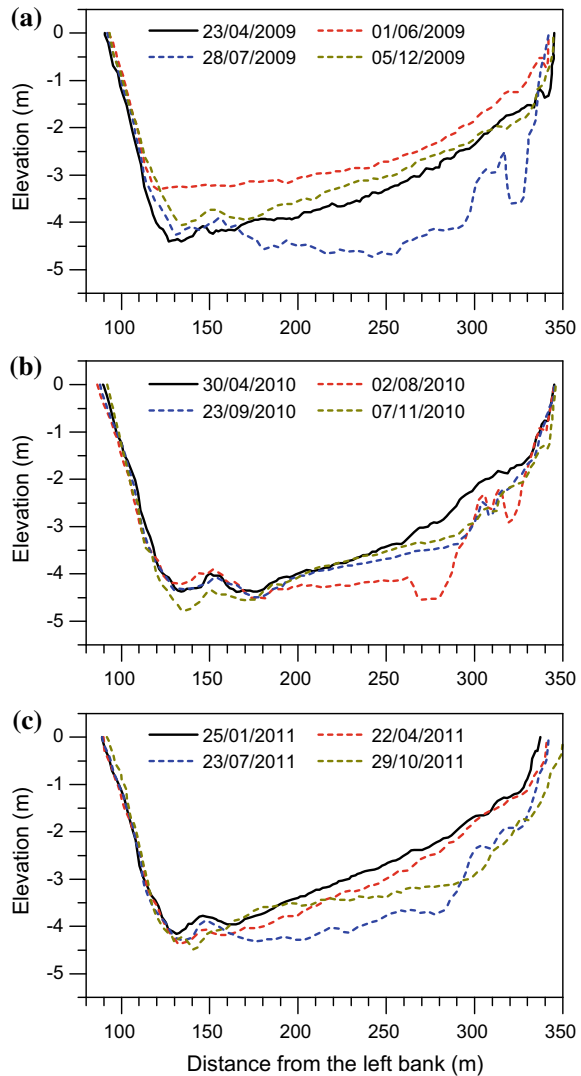 (a)
23/04/2009 01/06/2009
28/07/2009 05/12/2009
Elevation (m)
0
-1
-2
-3
-4
-5
100 150 200 250 300 350
(b)
30/04/2010 02/08/2010
23/09/2010 07/11/2010
Elevation (m)
0
-1
-2
-3
-4
-5
100 150 200 250 300 350
(c)
25/01/2011 22/04/2011
23/07/2011 29/10/2011
Elevation (m)
0
-1
-2
-3
-4
-5
100 150 200 250 300 350
Distance from the left bank (m)